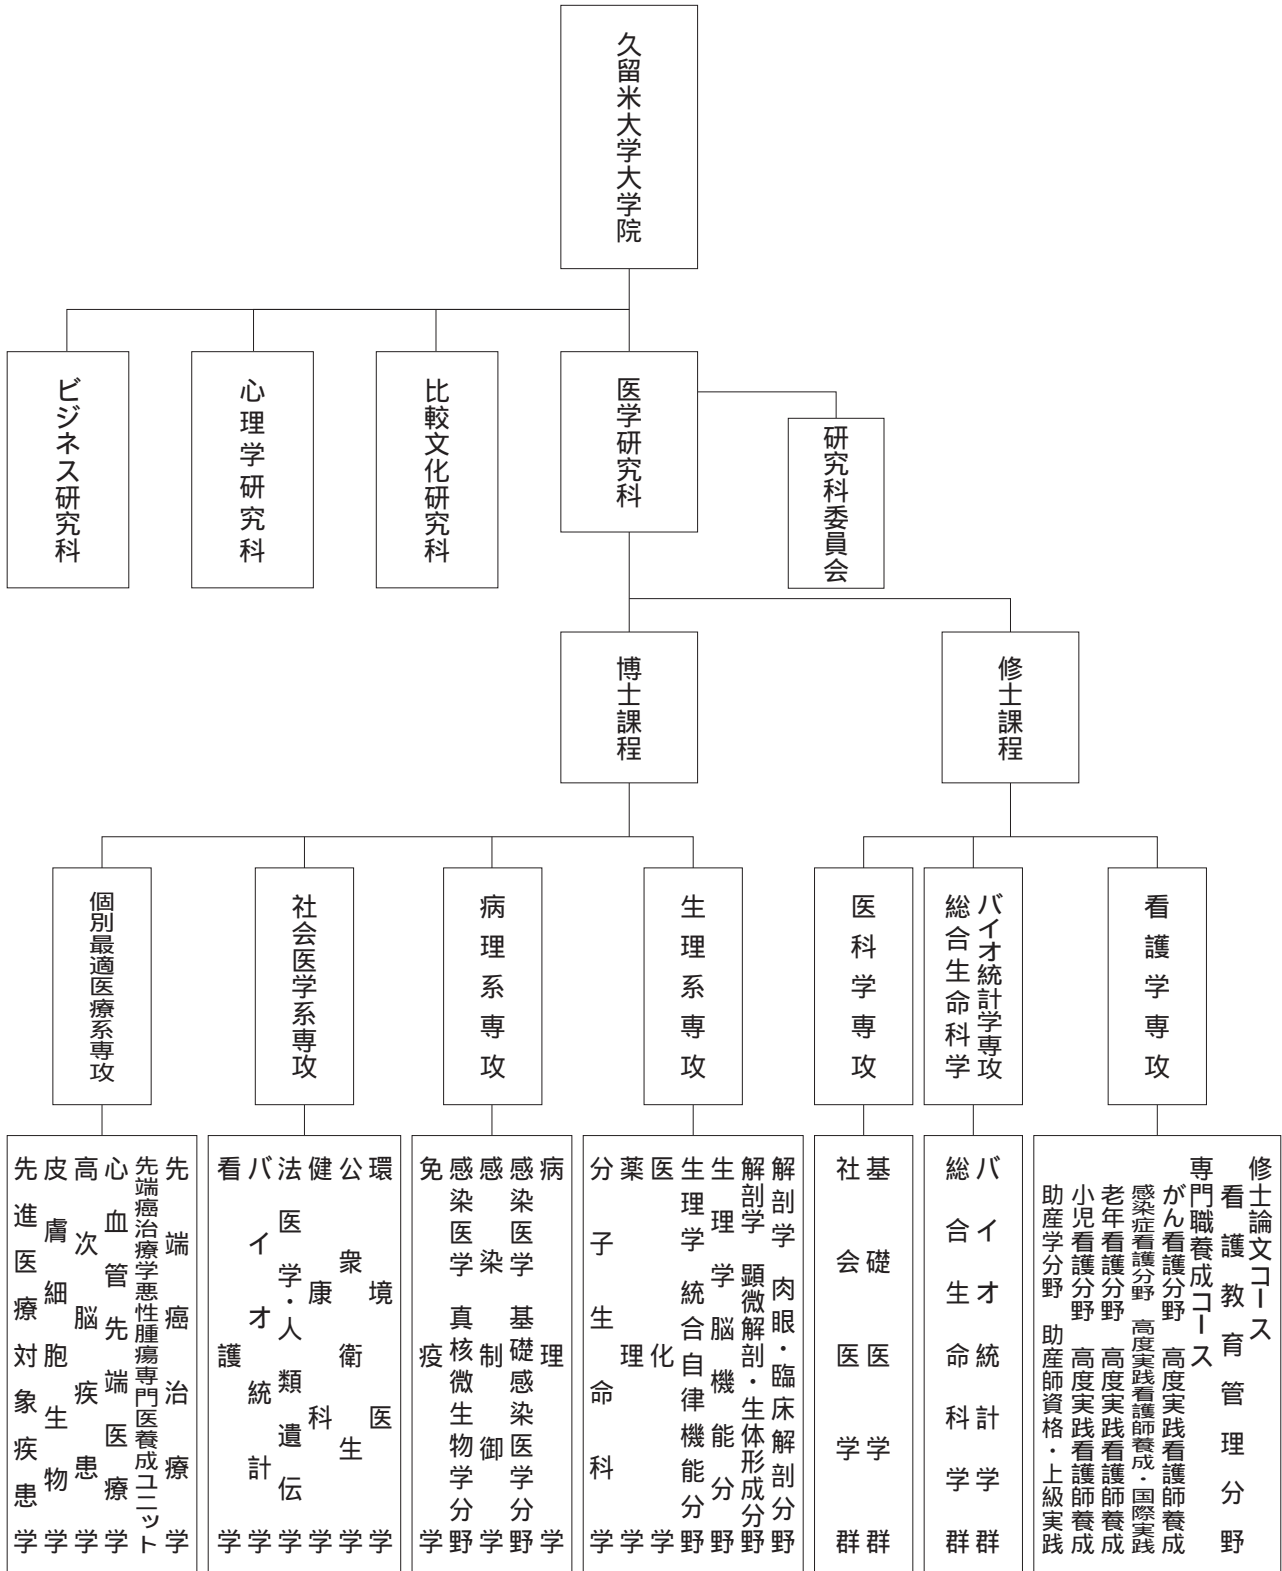 久留米大学大学院
医学研究科
比較文化研究科
心理学研究科
ビジネス研究科
研究科委員会
修士課程
博士課程
看護学専攻
バイオ統計学専攻
総合生命科学
医科学専攻
生理系専攻
病理系専攻
社会医学系専攻
個別最適医療系専攻
修士論文コース
看護教育管理分野
専門職養成コース
がん看護分野 高度実践看護師養成
感染症看護分野 高度実践看護師養成・国際実践
老年看護分野 高度実践看護師養成
小児看護分野 高度実践看護師養成
助産学分野 助産師資格・上級実践
バイオ統計学群
総合生命科学群
基礎医学群
社会医学群
解剖学 肉眼・臨床解剖分野
解剖学 顕微解剖・生体形成分野
生理学 脳機能分野
生理学 統合自律機能分野
医化学
薬理学
分子生命科学
病理学
感染医学 基礎感染医学分野
感染制御学
感染医学 真核微生物学分野
免疫学
環境医学
公衆衛生学
健康科学
法医学・人類遺伝学
バイオ統計学
看護学
先端癌治療学
先端癌治療学悪性腫瘍専門医養成ユニット
心血管先端医療学
高次脳疾患学
皮膚細胞生物学
先進医療対象疾患学